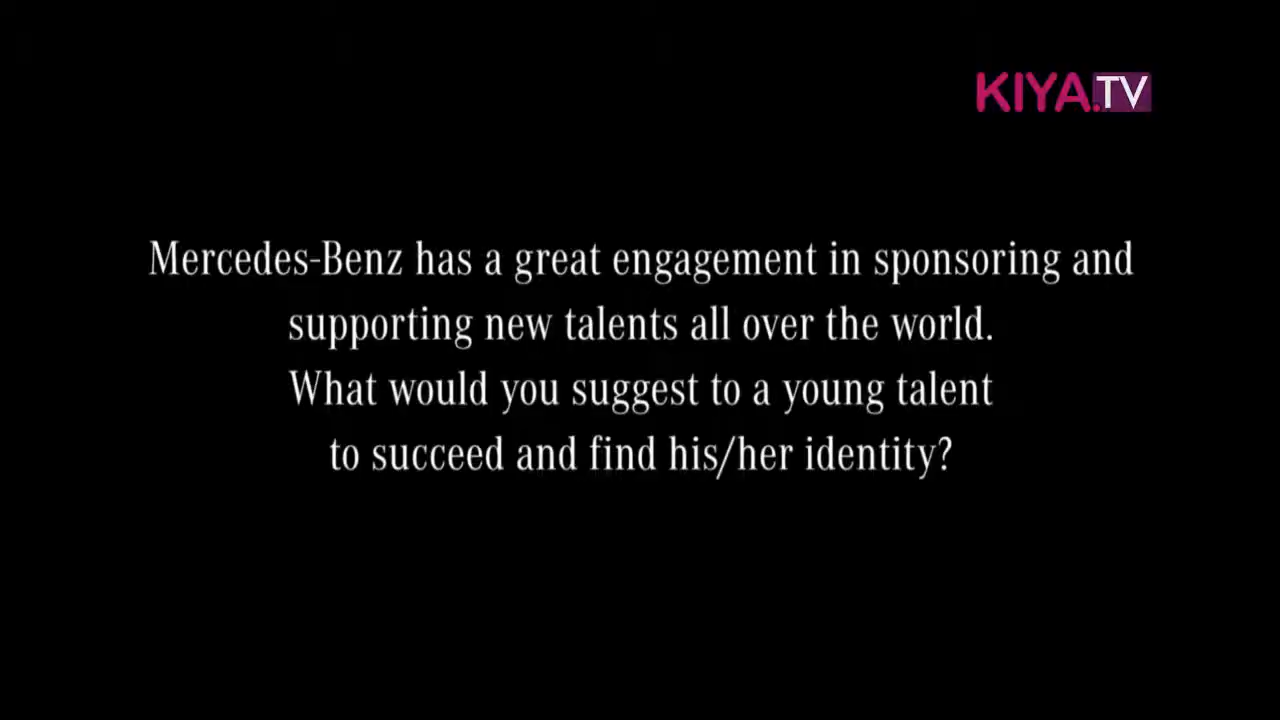 KIYA.TV
Mercedes-Benz has a great engagement in sponsoring and
supporting new talents all over the world.
What would you suggest to a young talent
to succeed and find his/her identity?